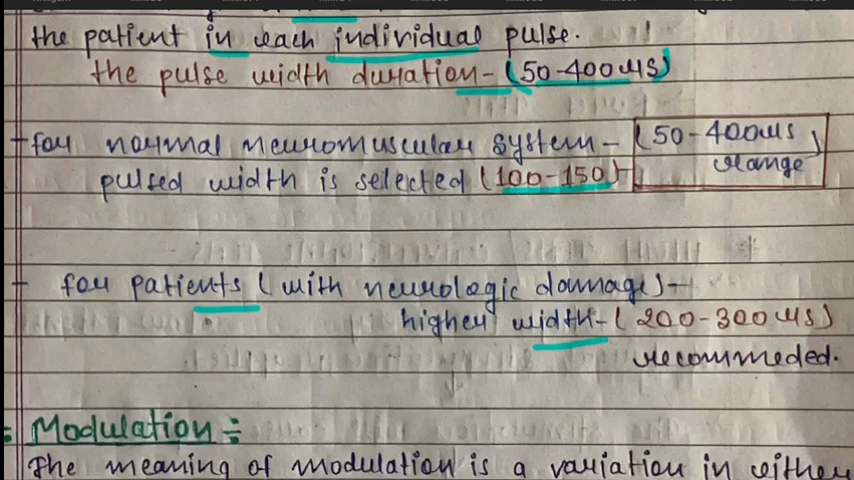 the patient in each individual pulse.
the pulse width duration - (50-400 us)
- for normal neuromuscular system - (50-400 us
range)
pulsed width is selected (100-150)-
- for patients (with neurologic damage) -
higher width - (200-300 us)
recommeded.
Modulation ÷
The meaning of modulation is a variation in either